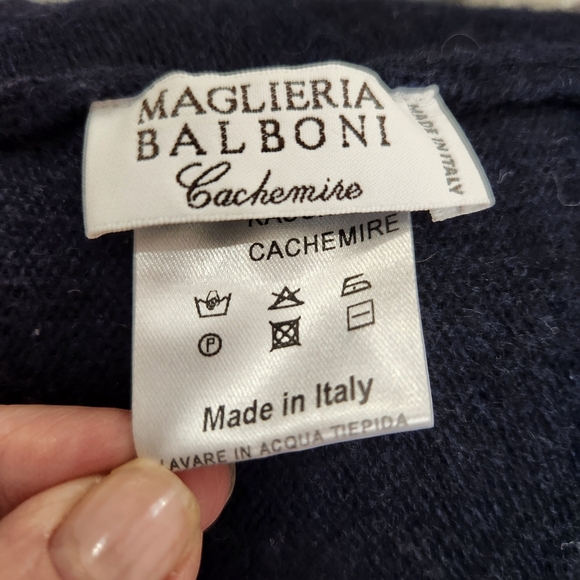 MAGLIERIA
BALBONI
Cachemire
MADE IN ITALY
CACHEMIRE
P
Made in Italy
LAVARE IN ACQUA TIEPIDA